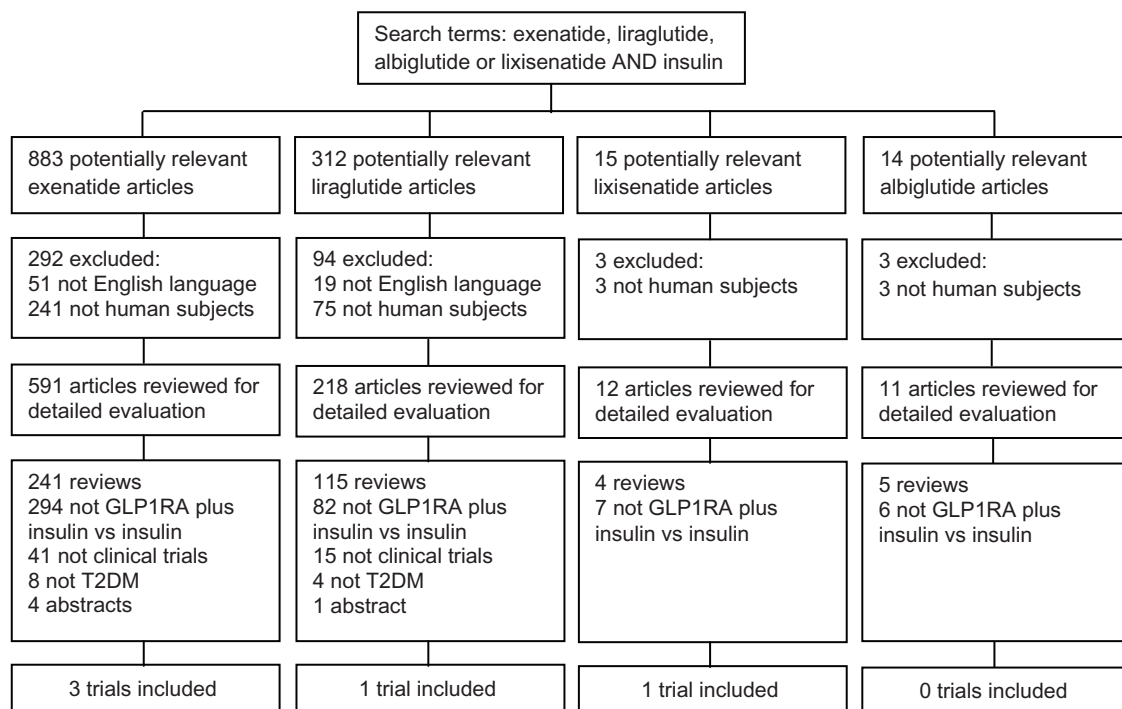 Search terms: exenatide, liraglutide,
albiglutide or lixisenatide AND insulin
883 potentially relevant
exenatide articles
312 potentially relevant
liraglutide articles
15 potentially relevant
lixisenatide articles
14 potentially relevant
albiglutide articles
292 excluded:
51 not English language
241 not human subjects
94 excluded:
19 not English language
75 not human subjects
3 excluded:
3 not human subjects
3 excluded:
3 not human subjects
591 articles reviewed for
detailed evaluation
218 articles reviewed for
detailed evaluation
12 articles reviewed for
detailed evaluation
11 articles reviewed for
detailed evaluation
241 reviews
294 not GLP1RA plus
insulin vs insulin
41 not clinical trials
8 not T2DM
4 abstracts
115 reviews
82 not GLP1RA plus
insulin vs insulin
15 not clinical trials
4 not T2DM
1 abstract
4 reviews
7 not GLP1RA plus
insulin vs insulin
5 reviews
6 not GLP1RA plus
insulin vs insulin
3 trials included
1 trial included
1 trial included
0 trials included